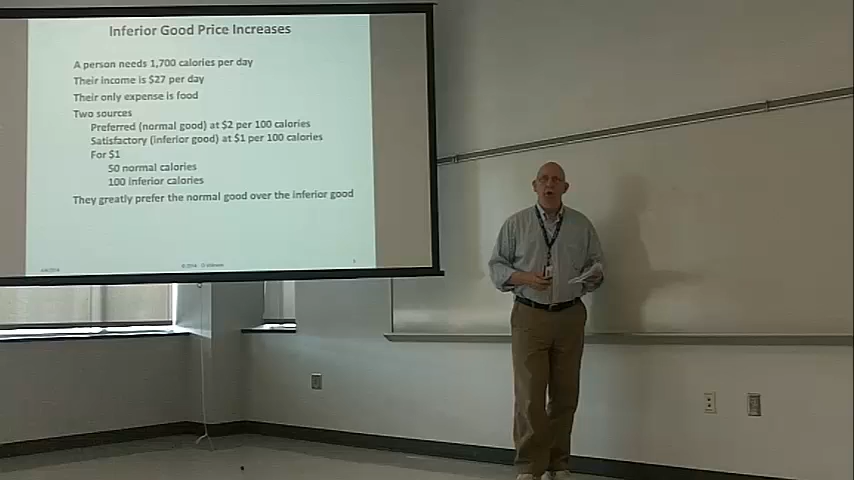 Inferior Good Price Increases
A person needs 1,700 calories per day
Their income is $27 per day
Their only expense is food
Two sources
Preferred (normal good) at $2 per 100 calories
Satisfactory (inferior good) at $1 per 100 calories
For $1
50 normal calories
100 inferior calories
They greatly prefer the normal good over the inferior good